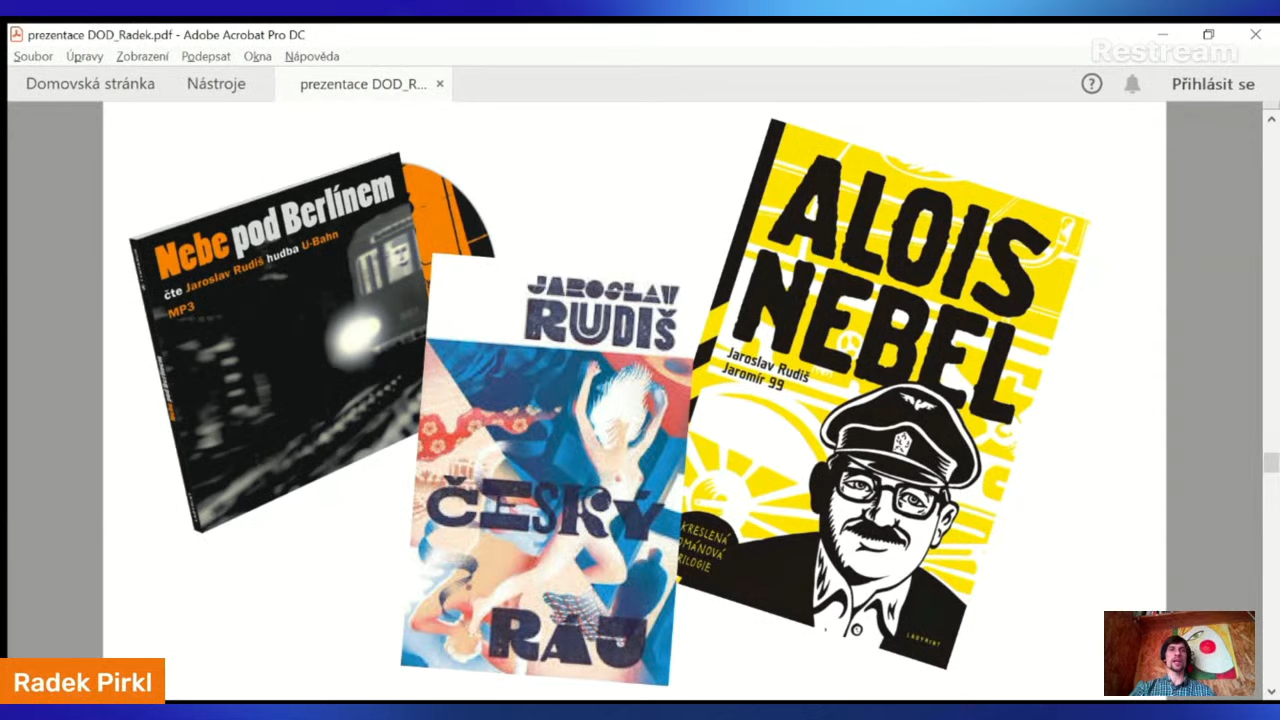 prezentace DOD_Radek.pdf - Adobe Acrobat Pro DC
Restream
Soubor Úpravy Zobrazení Podepsat Okna Nápověda
Domovská stránka Nástroje prezentace DOD_R... × ? Přihlásit se
Nebe pod Berlínem
čte Jaroslav Rudiš hudba U-Bahn
MP3
JAROSLAV
RUDIŠ
ČESKÝ
RÁJ
ALOIS
NEBEL
Jaroslav Rudiš
Jaromír 99
LABYRINT
Radek Pirkl